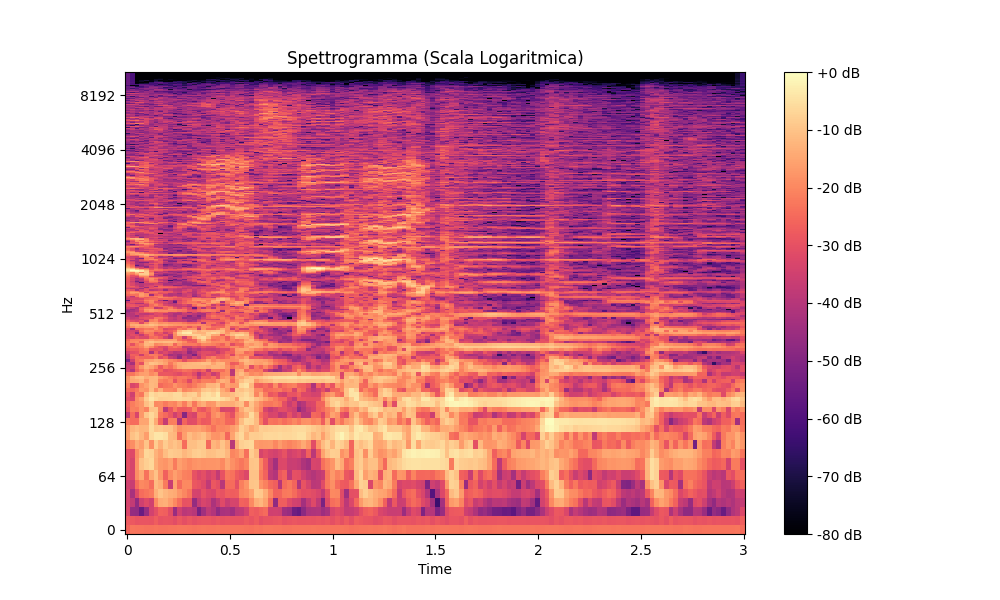 Spettrogramma (Scala Logaritmica)
Hz
8192
4096
2048
1024
512
256
128
64
0
0 0.5 1 1.5 2 2.5 3
Time
+0 dB
-10 dB
-20 dB
-30 dB
-40 dB
-50 dB
-60 dB
-70 dB
-80 dB